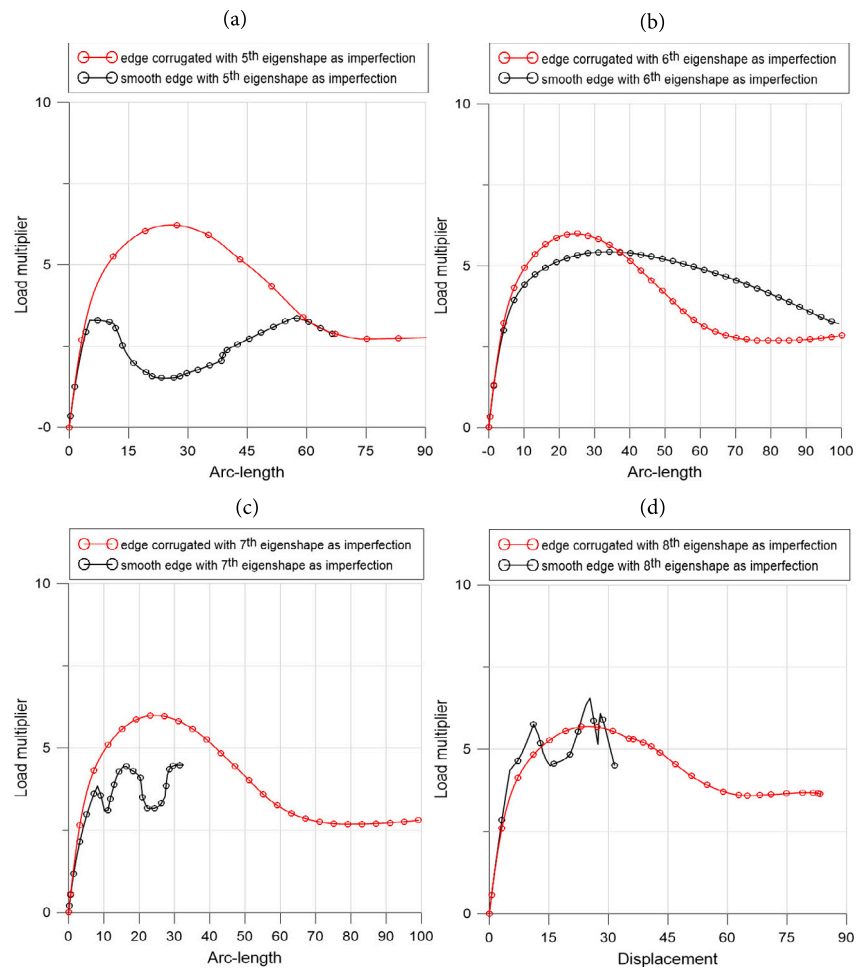 (a)
edge corrugated with 5th eigenshape as imperfection
smooth edge with 5th eigenshape as imperfection
10
5
-0
Load multiplier
0 15 30 45 60 75 90
Arc-length
(b)
edge corrugated with 6th eigenshape as imperfection
smooth edge with 6th eigenshape as imperfection
10
5
0
Load multiplier
-0 10 20 30 40 50 60 70 80 90 100
Arc-length
(c)
edge corrugated with 7th eigenshape as imperfection
smooth edge with 7th eigenshape as imperfection
10
5
0
Load multiplier
0 10 20 30 40 50 60 70 80 90 100
Arc-length
(d)
edge corrugated with 8th eigenshape as imperfection
smooth edge with 8th eigenshape as imperfection
10
5
0
Load multiplier
0 15 30 45 60 75 90
Displacement